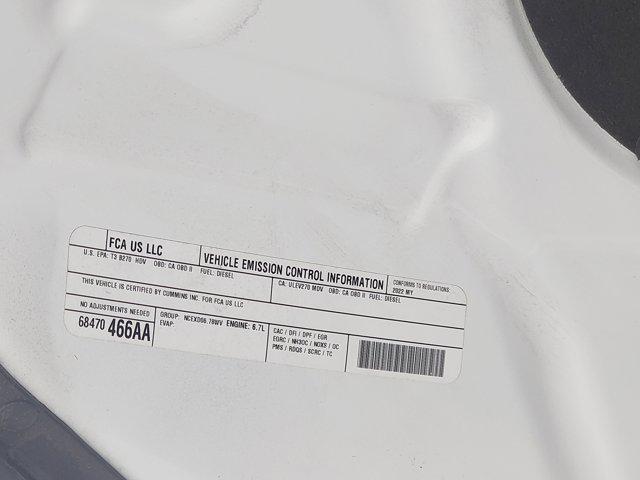 FCA US LLC
VEHICLE EMISSION CONTROL INFORMATION
CONFORMS TO REGULATIONS
2022 MY
U.S. EPA: T3 B270 HDV OBD: CA OBD II FUEL: DIESEL
CA: ULEV270 MDV OBD: CA OBD II FUEL: DIESEL
THIS VEHICLE IS CERTIFIED BY CUMMINS INC. FOR FCA US LLC
NO ADJUSTMENTS NEEDED
68470 466AA
GROUP: NCEXD06.78WV ENGINE: 6.7L
EVAP:
CAC / DFI / DPF / EGR
EGRC / NH3OC / NOXS / OC
PMS / RDQS / SCRC / TC